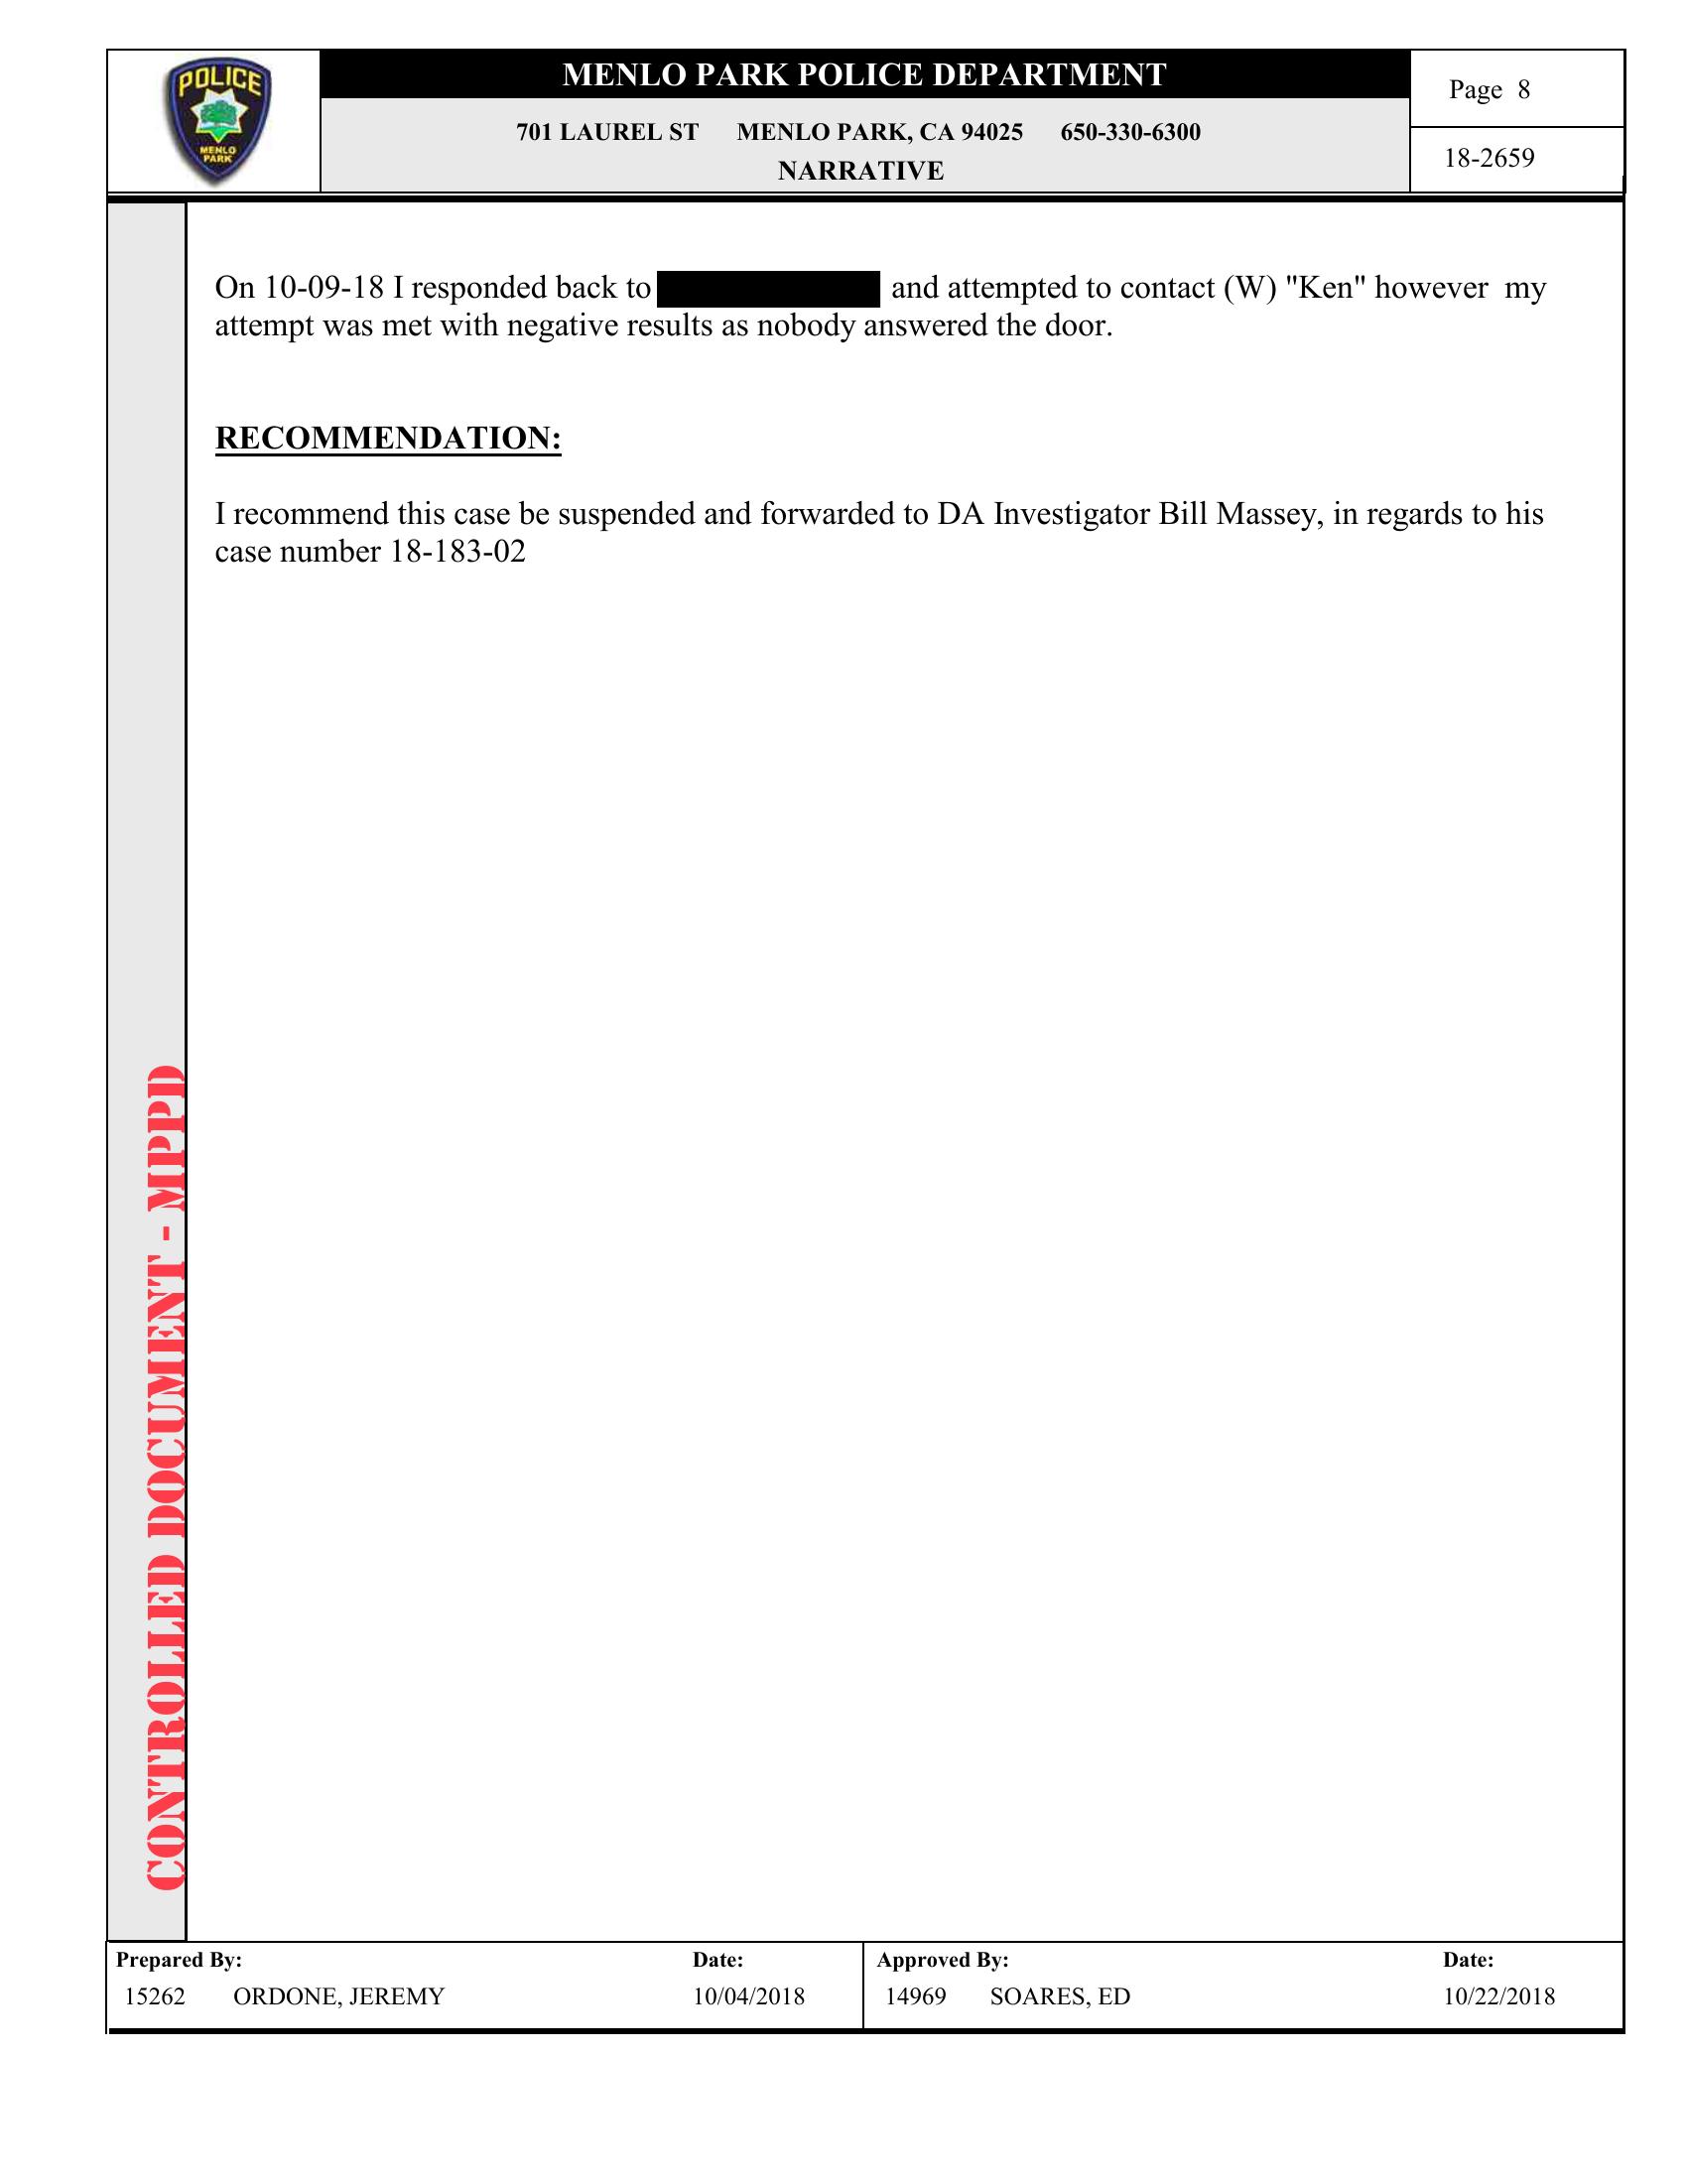 POLICE
MENLO
PARK
MENLO PARK POLICE DEPARTMENT
701 LAUREL ST MENLO PARK, CA 94025 650-330-6300
NARRATIVE
Page 8
18-2659
On 10-09-18 I responded back to and attempted to contact (W) "Ken" however my
attempt was met with negative results as nobody answered the door.
RECOMMENDATION:
I recommend this case be suspended and forwarded to DA Investigator Bill Massey, in regards to his
case number 18-183-02
CONTROLLED DOCUMENT - MPPD
Prepared By: Date: Approved By: Date:
15262 ORDONE, JEREMY 10/04/2018 14969 SOARES, ED 10/22/2018